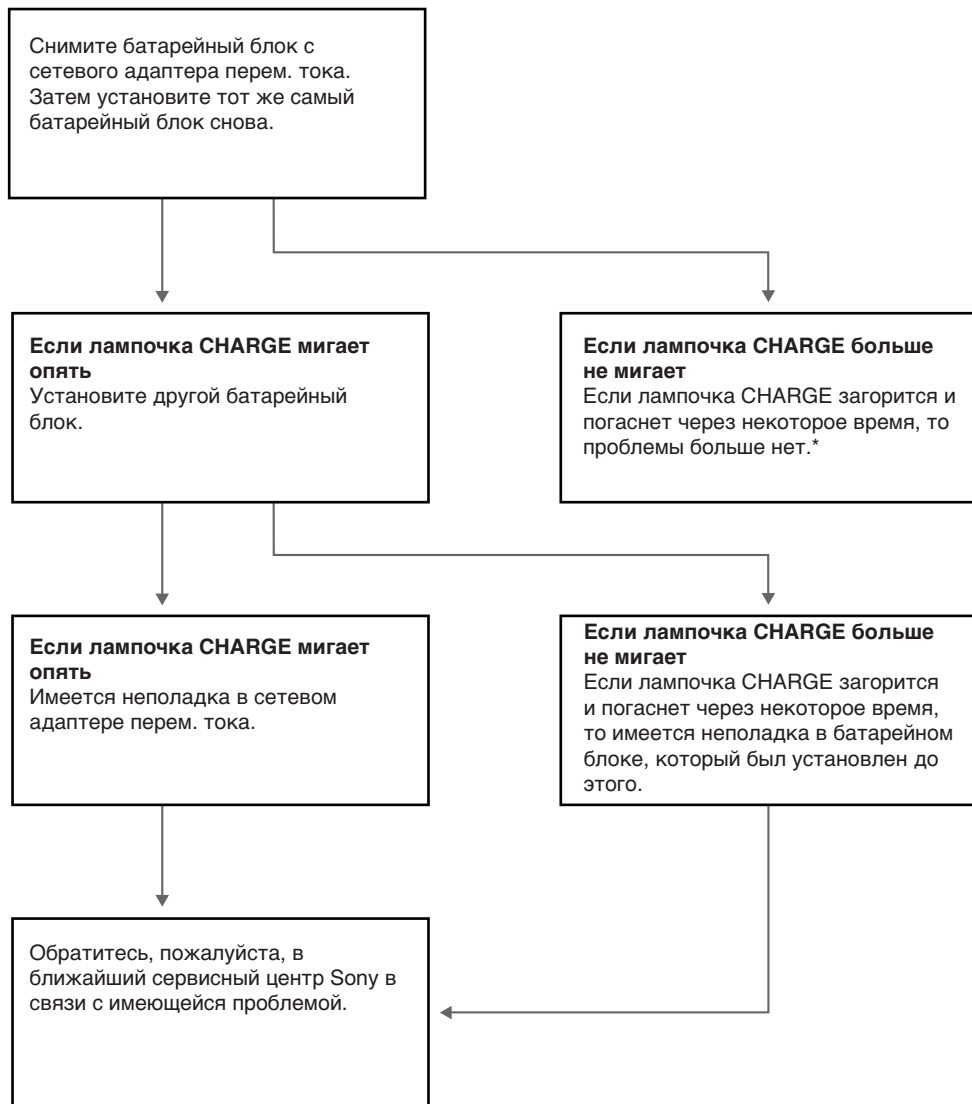 Снимите батарейный блок с
сетевого адаптера перем. тока.
Затем установите тот же самый
батарейный блок снова.
Если лампочка CHARGE мигает
опять
Установите другой батарейный
блок.
Если лампочка CHARGE больше
не мигает
Если лампочка CHARGE загорится и
погаснет через некоторое время, то
проблемы больше нет.*
Если лампочка CHARGE мигает
опять
Имеется неполадка в сетевом
адаптере перем. тока.
Если лампочка CHARGE больше
не мигает
Если лампочка CHARGE загорится
и погаснет через некоторое время,
то имеется неполадка в батарейном
блоке, который был установлен до
этого.
Обратитесь, пожалуйста, в
ближайший сервисный центр Sony в
связи с имеющейся проблемой.